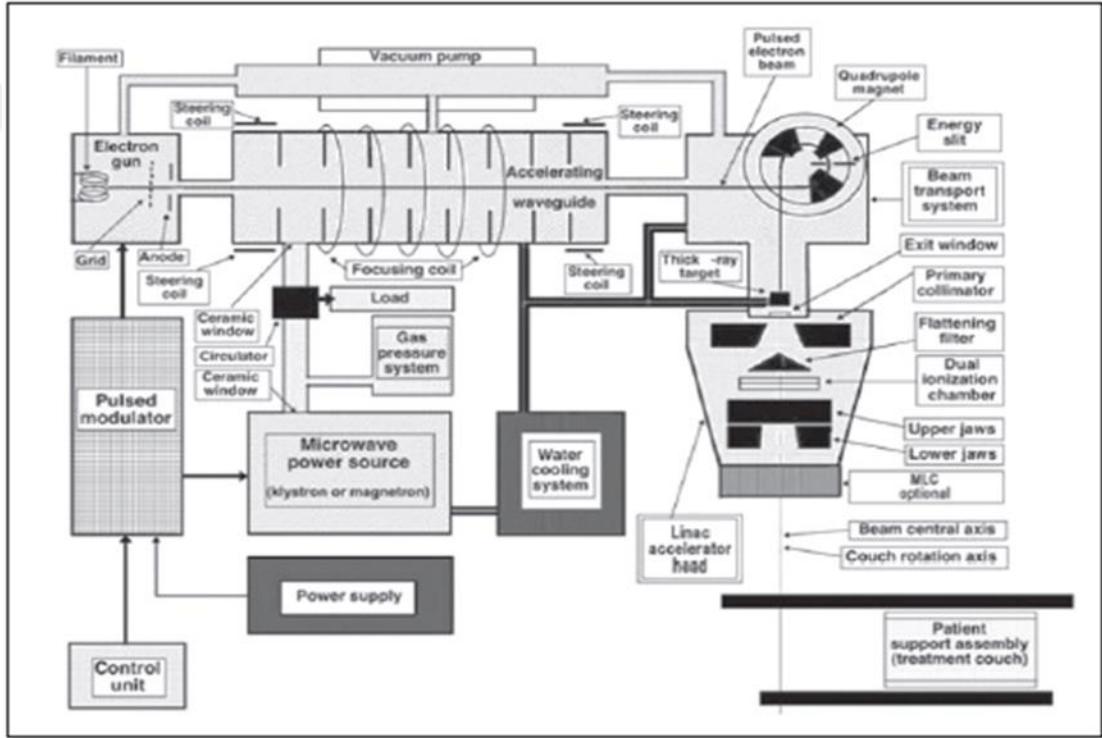 Filament
Vacuum pump
Pulsed
electron
beam
Quadrupole
magnet
Steering
coil
Steering
coil
Energy
slit
Electron
gun
Accelerating
waveguide
Beam
transport
system
Grid
Anode
Steering
coil
Focusing coil
Steering
coil
Thick -ray
target
Exit window
Primary
collimator
Load
Ceramic
window
Circulator
Ceramic
window
Gas
pressure
system
Flattening
filter
Dual
ionization
chamber
Pulsed
modulator
Upper jaws
Lower jaws
Microwave
power source
(klystron or magnetron)
Water
cooling
system
MLC
optional
Linac
accelerator
head
Beam central axis
Couch rotation axis
Power supply
Patient
support assembly
(treatment couch)
Control
unit